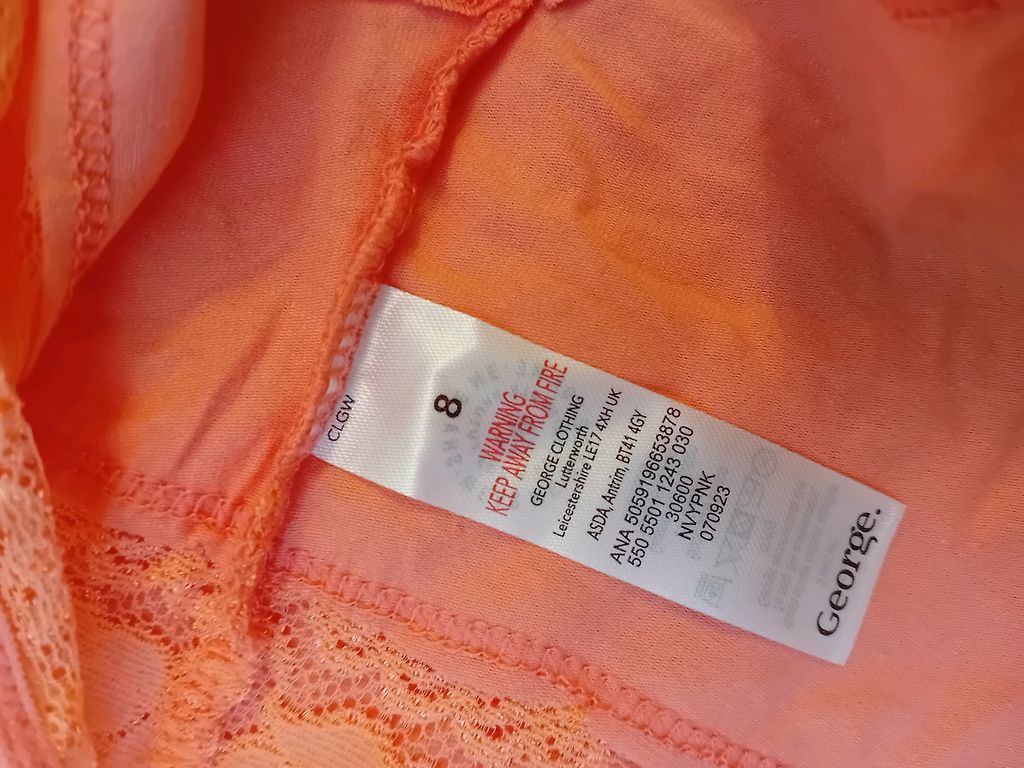 CLGW
8
WARNING
KEEP AWAY FROM FIRE
GEORGE CLOTHING
Lutterworth
Leicestershire LE17 4XH UK
ASDA, Antrim, BT41 4GY
ANA 5059196653878
550 5501 1243 030
30600
NVYPNK
070923
George.